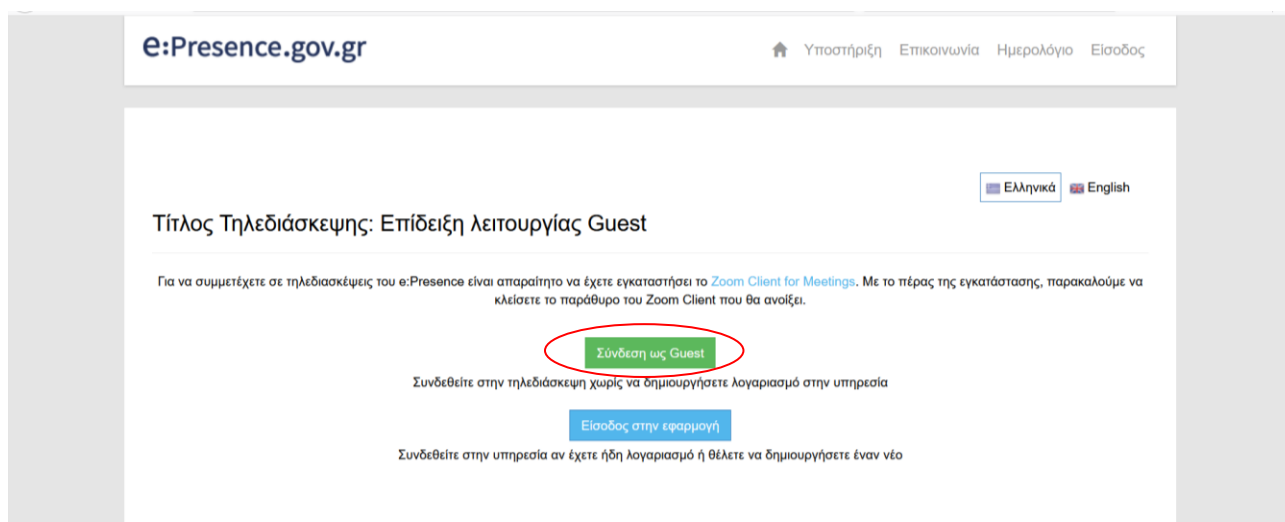 e:Presence.gov.gr
Υποστήριξη Επικοινωνία Ημερολόγιο Είσοδος
Ελληνικά English
Τίτλος Τηλεδιάσκεψης: Επίδειξη λειτουργίας Guest
Για να συμμετέχετε σε τηλεδιασκέψεις του e:Presence είναι απαραίτητο να έχετε εγκαταστήσει το Zoom Client for Meetings. Με το πέρας της εγκατάστασης, παρακαλούμε να
κλείσετε το παράθυρο του Zoom Client που θα ανοίξει.
Σύνδεση ως Guest
Συνδεθείτε στην τηλεδιάσκεψη χωρίς να δημιουργήσετε λογαριασμό στην υπηρεσία
Είσοδος στην εφαρμογή
Συνδεθείτε στην υπηρεσία αν έχετε ήδη λογαριασμό ή θέλετε να δημιουργήσετε έναν νέο